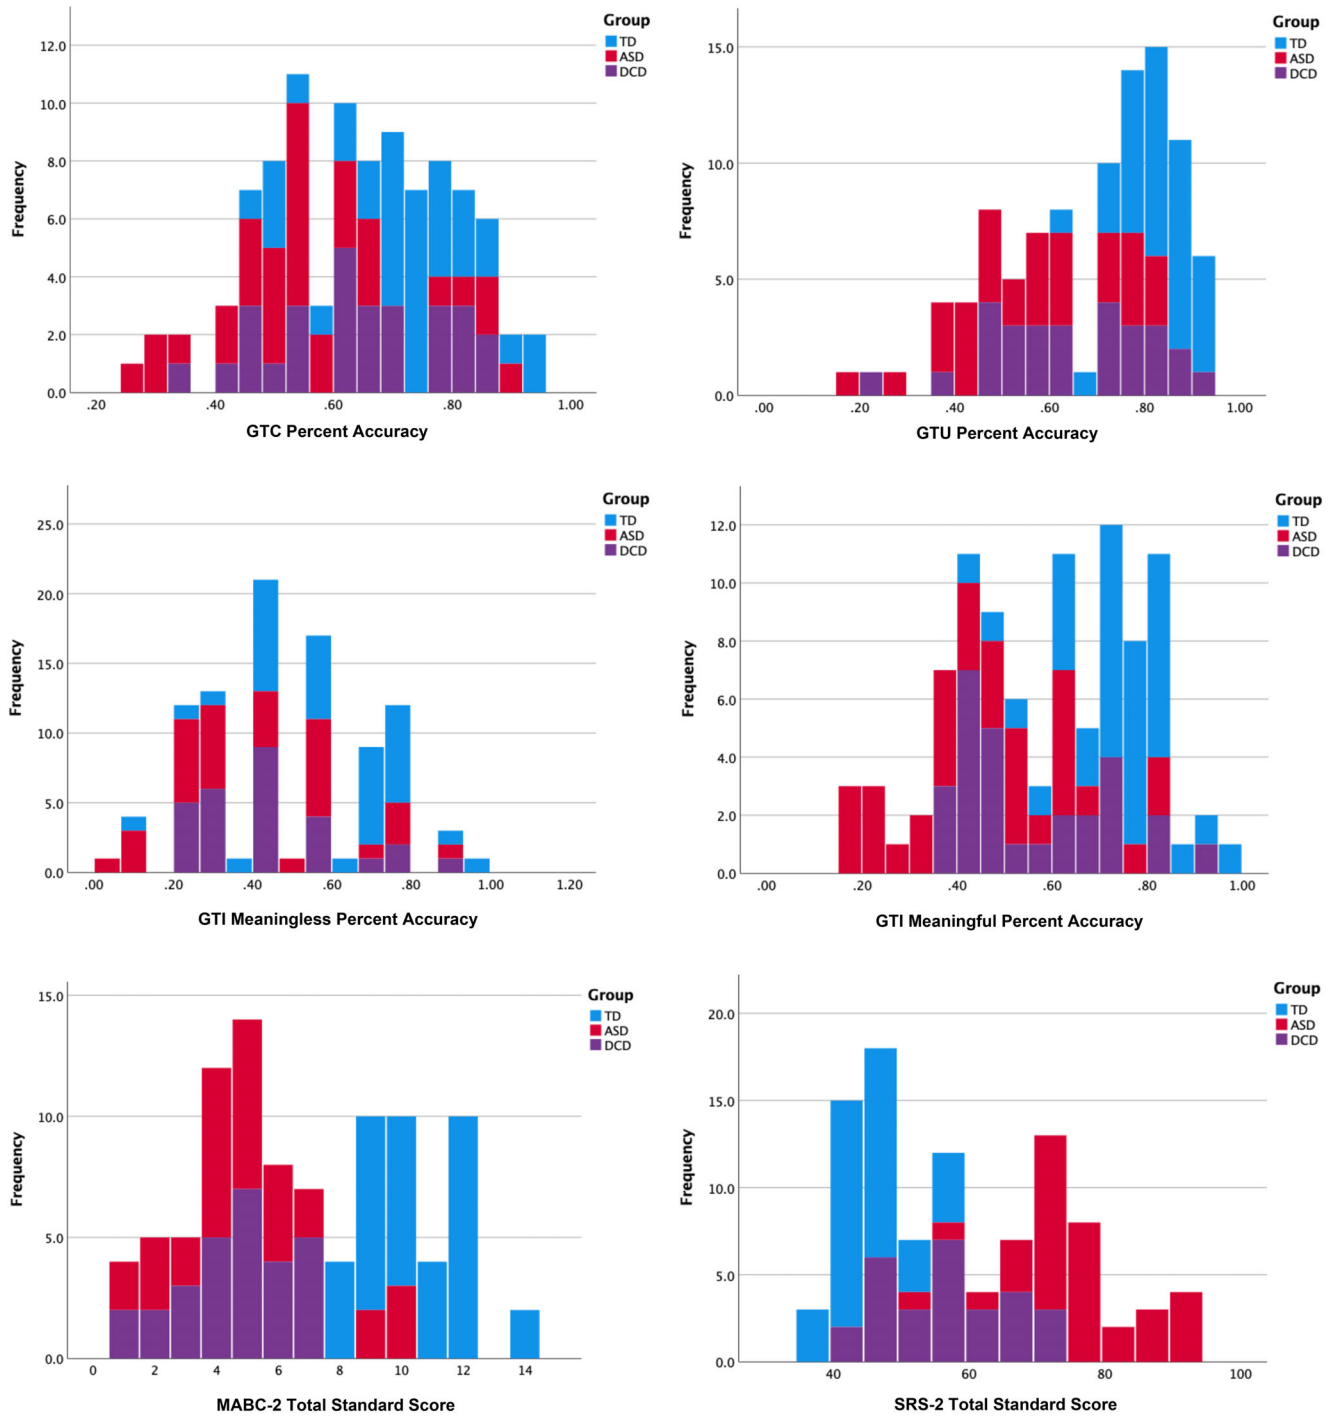 Group
TD
ASD
DCD
12.0
10.0
8.0
6.0
4.0
2.0
0.0
Frequency
.20 .40 .60 .80 1.00
GTC Percent Accuracy
Group
TD
ASD
DCD
15.0
10.0
5.0
0.0
Frequency
.00 .20 .40 .60 .80 1.00
GTU Percent Accuracy
Group
TD
ASD
DCD
25.0
20.0
15.0
10.0
5.0
0.0
Frequency
.00 .20 .40 .60 .80 1.00 1.20
GTI Meaningless Percent Accuracy
Group
TD
ASD
DCD
12.0
10.0
8.0
6.0
4.0
2.0
0.0
Frequency
.00 .20 .40 .60 .80 1.00
GTI Meaningful Percent Accuracy
Group
TD
ASD
DCD
15.0
10.0
5.0
0.0
Frequency
0 2 4 6 8 10 12 14
MABC-2 Total Standard Score
Group
TD
ASD
DCD
20.0
15.0
10.0
5.0
0.0
Frequency
40 60 80 100
SRS-2 Total Standard Score